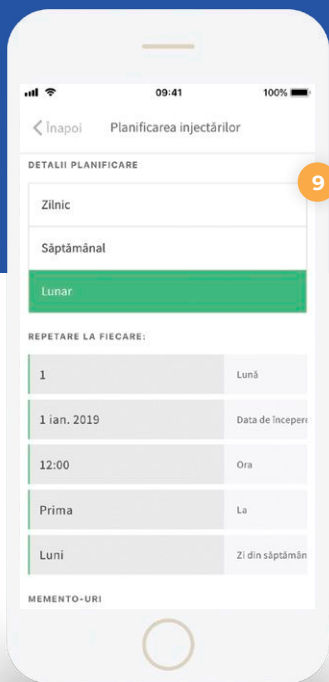 09:41
100%
Înapoi Planificarea injectărilor
DETALII PLANIFICARE
9
Zilnic
Săptămânal
Lunar
REPETARE LA FIECARE:
1 Lună
1 ian. 2019 Data de începere
12:00 Ora
Prima La
Luni Zi din săptămân
MEMENTO-URI